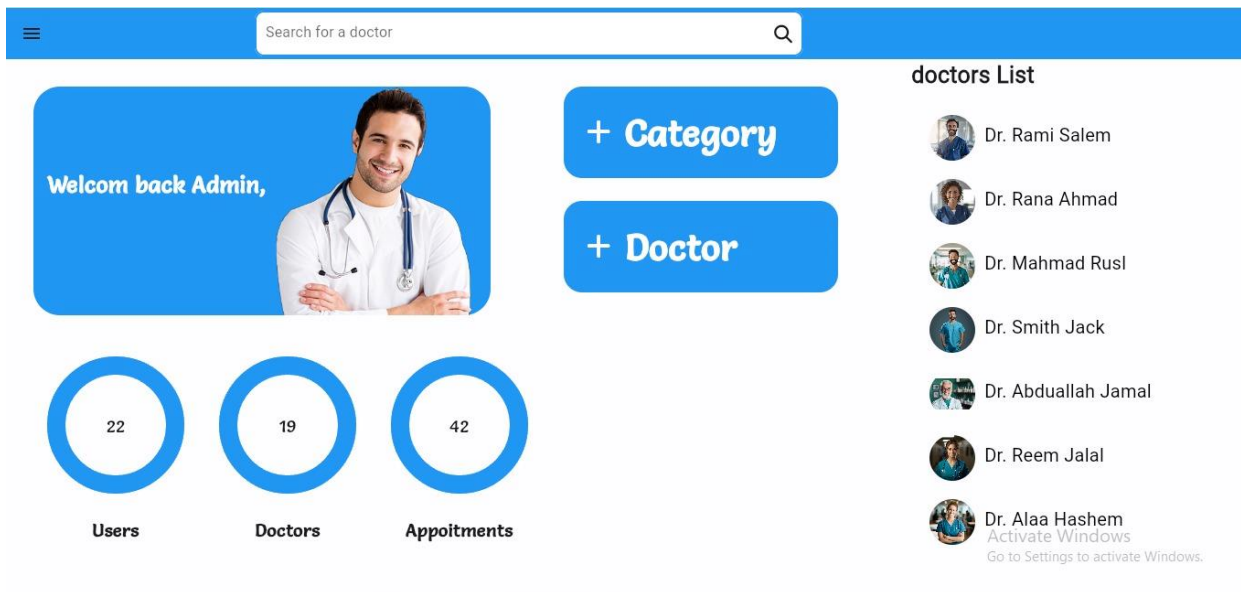 Search for a doctor
doctors List
Welcom back Admin,
+ Category
+ Doctor
Dr. Rami Salem
Dr. Rana Ahmad
Dr. Mahmad Rusl
Dr. Smith Jack
Dr. Abduallah Jamal
Dr. Reem Jalal
Dr. Alaa Hashem
22
19
42
Users
Doctors
Appoitments
Activate Windows
Go to Settings to activate Windows.